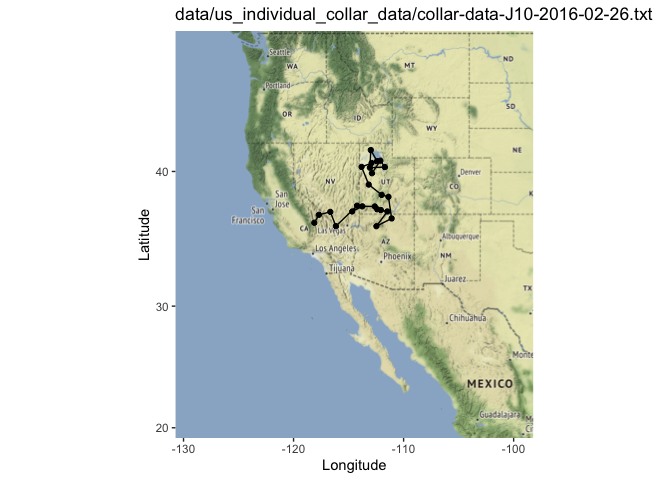 data/us_individual_collar_data/collar-data-J10-2016-02-26.txt
Seattle
WA
MT
ND
Portland
OR
ID
SD
WY
NE
40
NV
UT
Denver
CO
San
Jose
San
Francisco
CA
Las Vegas
Los Angeles
AZ
Albuquerque
Phoenix
NM
Tijuana
Juarez
TX
30
Chihuahua
Monte
MEXICO
Guadalajara
20
-130
-120
-110
-100
Latitude
Longitude